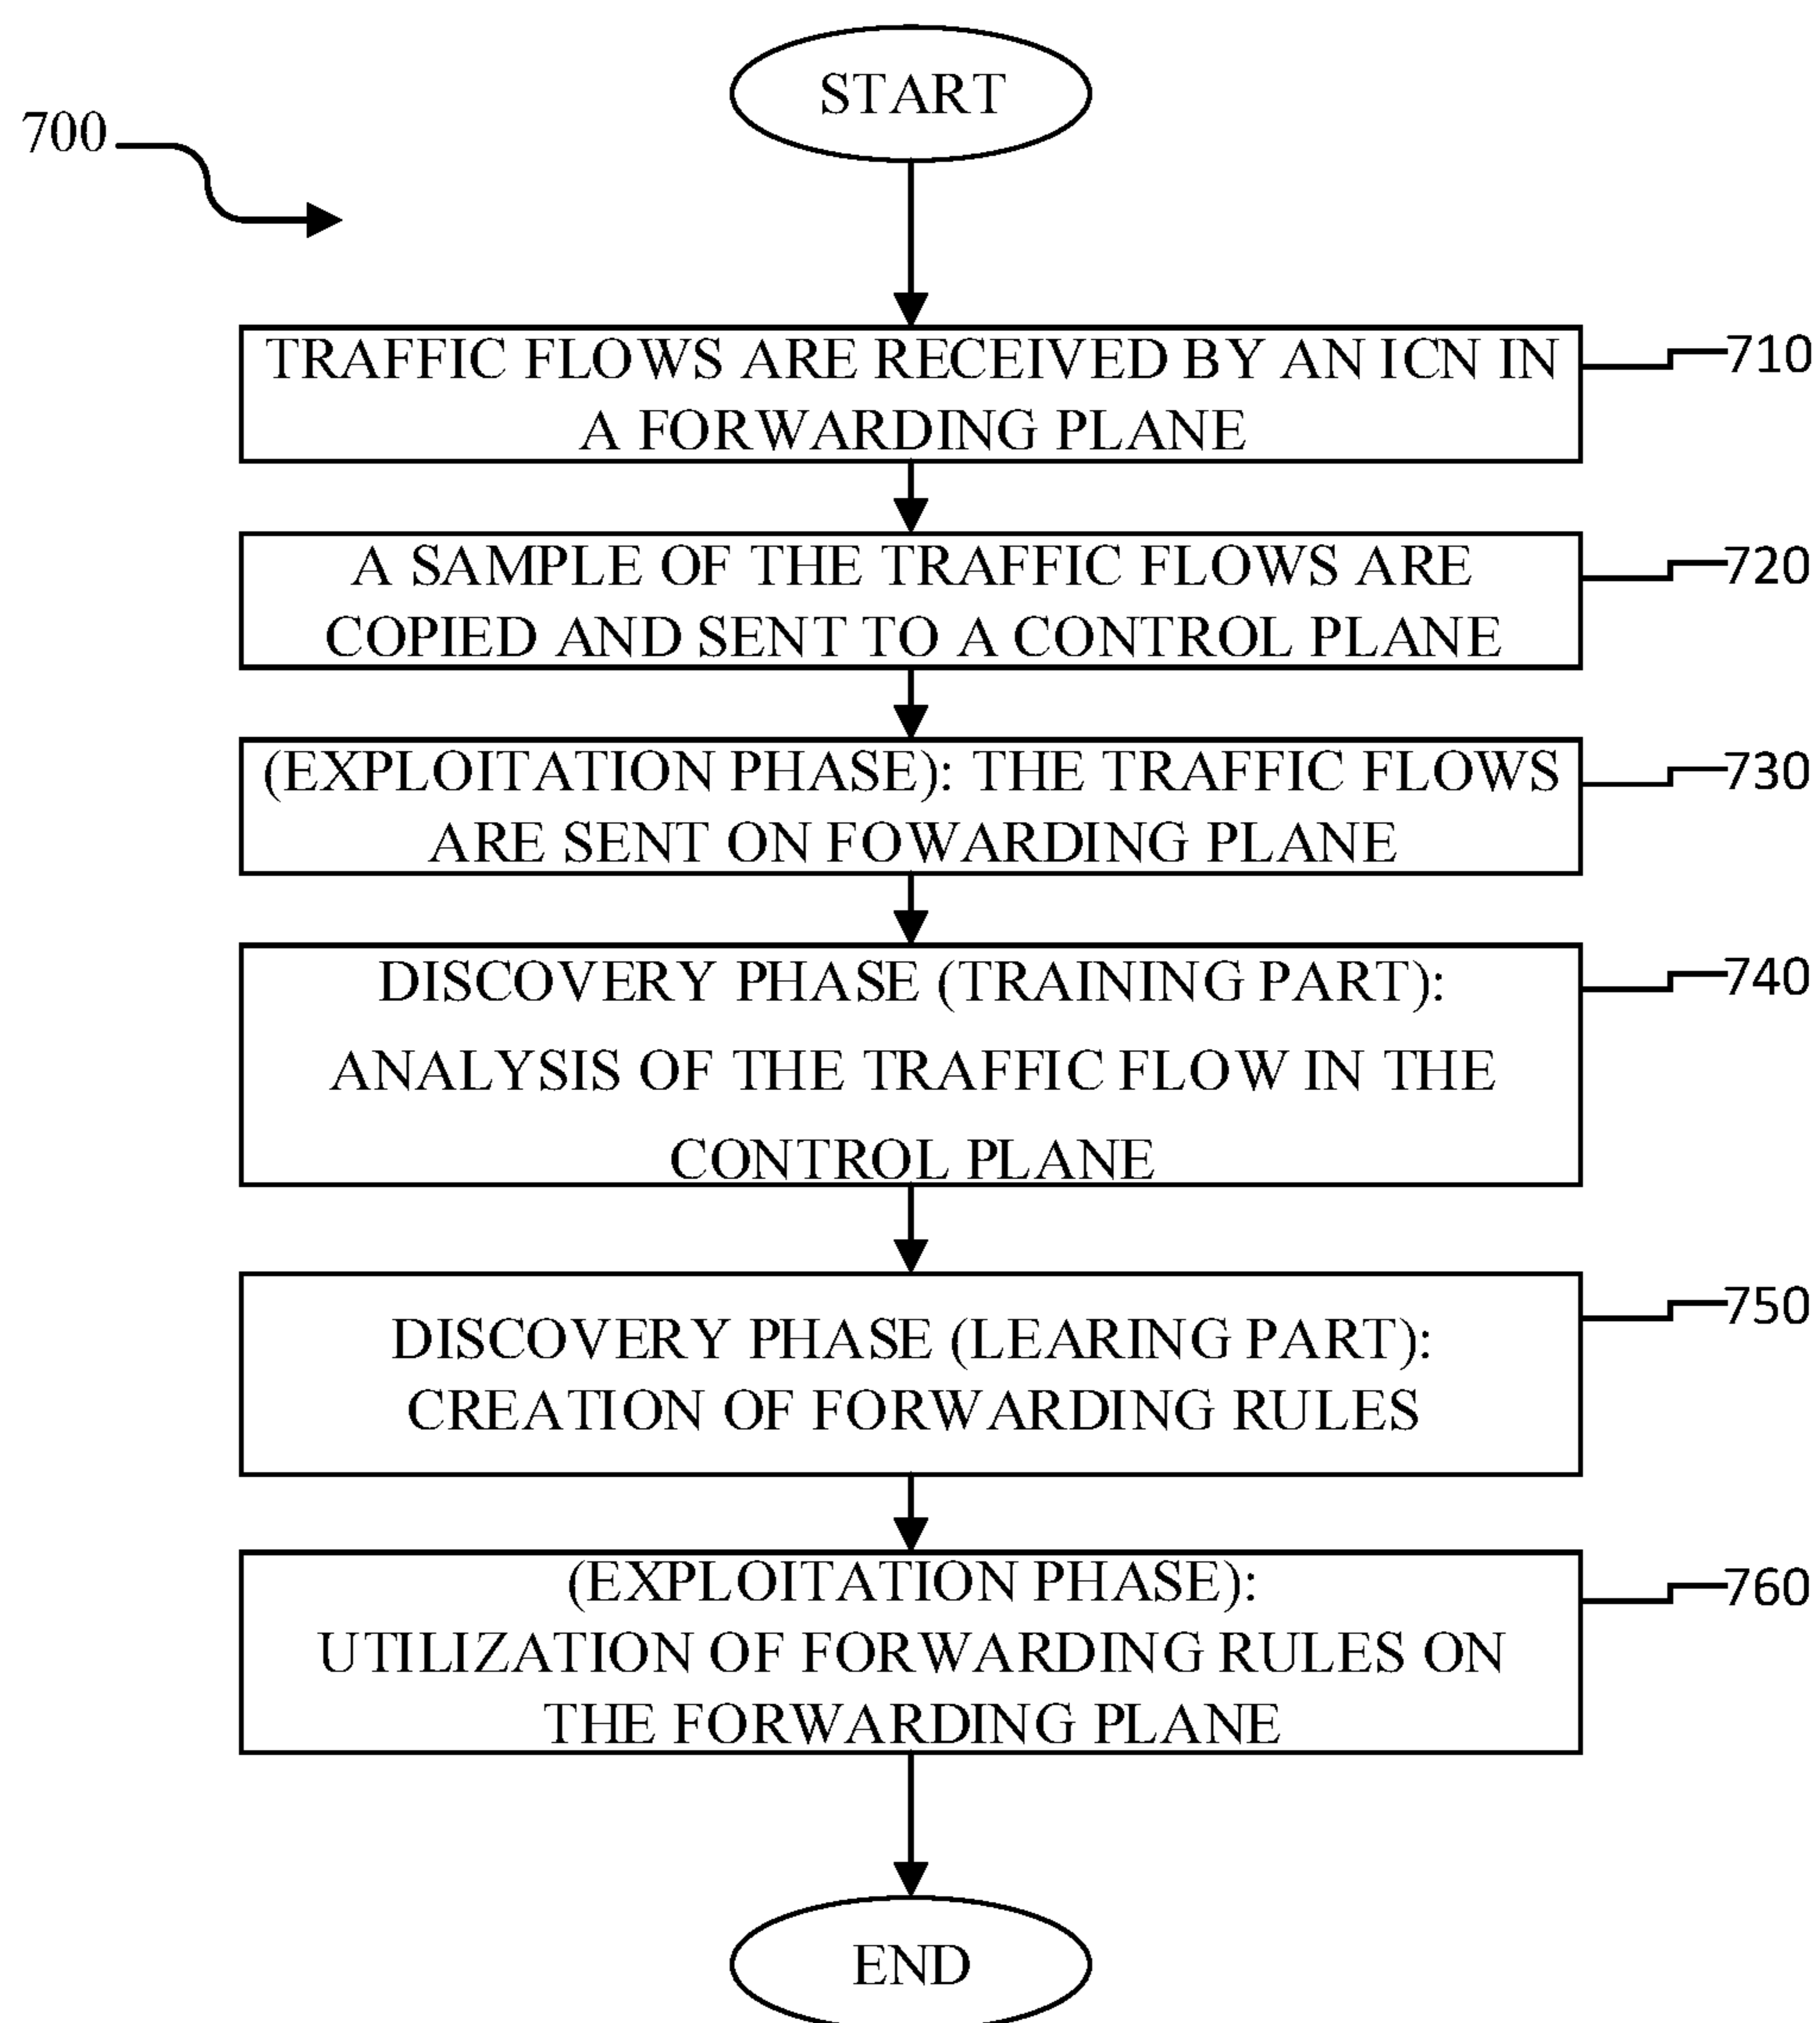 START
700
TRAFFIC FLOWS ARE RECEIVED BY AN ICN IN
A FORWARDING PLANE
710
A SAMPLE OF THE TRAFFIC FLOWS ARE
COPIED AND SENT TO A CONTROL PLANE
720
(EXPLOITATION PHASE): THE TRAFFIC FLOWS
ARE SENT ON FOWARDING PLANE
730
DISCOVERY PHASE (TRAINING PART):
ANALYSIS OF THE TRAFFIC FLOW IN THE
CONTROL PLANE
740
DISCOVERY PHASE (LEARING PART):
CREATION OF FORWARDING RULES
750
(EXPLOITATION PHASE):
UTILIZATION OF FORWARDING RULES ON
THE FORWARDING PLANE
760
END